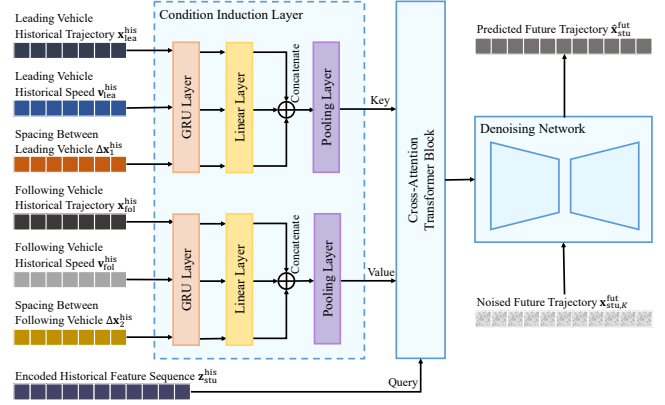 Leading Vehicle
Historical Trajectory x_lea^his
Leading Vehicle
Historical Speed v_lea^his
Spacing Between
Leading Vehicle Δx_1^his
Following Vehicle
Historical Trajectory x_fol^his
Following Vehicle
Historical Speed v_fol^his
Spacing Between
Following Vehicle Δx_2^his
Encoded Historical Feature Sequence z_stu^his
Condition Induction Layer
GRU Layer
Linear Layer
Concatenate
Pooling Layer
GRU Layer
Linear Layer
Concatenate
Pooling Layer
Key
Value
Query
Cross-Attention
Transformer Block
Predicted Future Trajectory x̂_stu^fut
Denoising Network
Noised Future Trajectory x_stu,K^fut